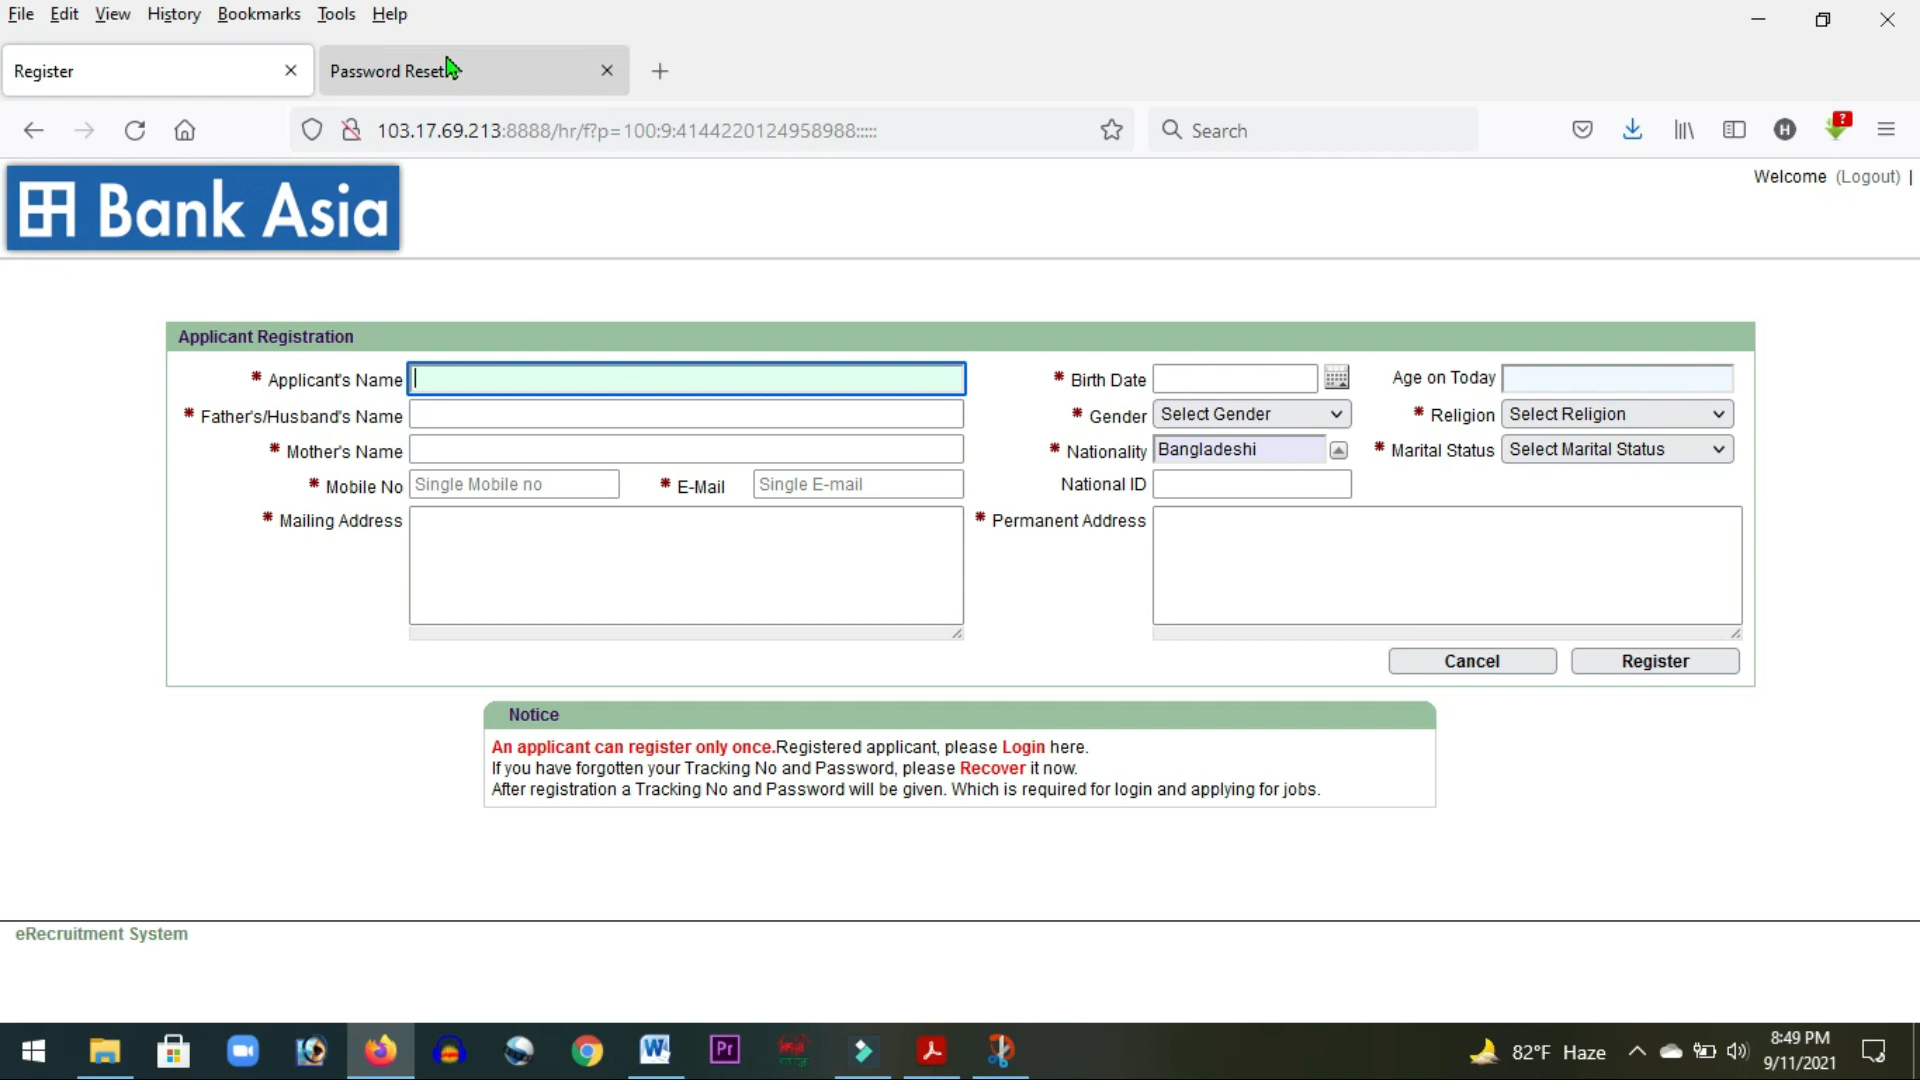 File Edit View History Bookmarks Tools Help
Register
Password Reset
103.17.69.213:8888/hr/f?p=100:9:4144220124958988:::::
Search
H
?
Bank Asia
Welcome (Logout) |
Applicant Registration
* Applicant's Name
* Birth Date
Age on Today
* Father's/Husband's Name
* Gender Select Gender
* Religion Select Religion
* Mother's Name
* Nationality Bangladeshi
* Marital Status Select Marital Status
* Mobile No Single Mobile no
* E-Mail Single E-mail
National ID
* Mailing Address
* Permanent Address
Cancel
Register
Notice
An applicant can register only once.Registered applicant, please Login here.
If you have forgotten your Tracking No and Password, please Recover it now.
After registration a Tracking No and Password will be given. Which is required for login and applying for jobs.
eRecruitment System
W
Pr
82°F Haze
8:49 PM
9/11/2021